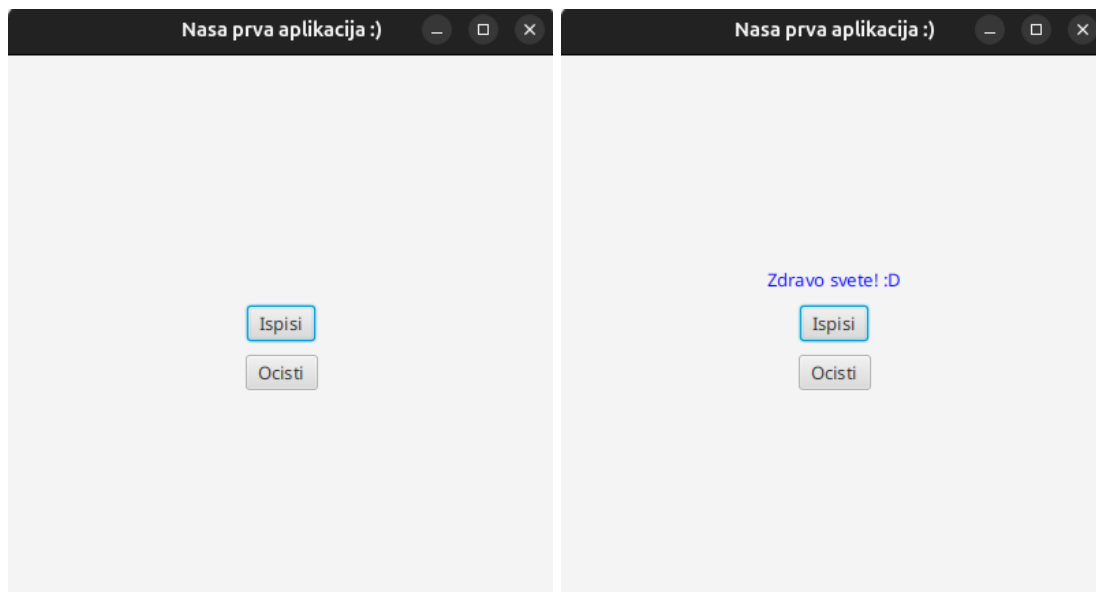 Nasa prva aplikacija :)
Ispisi
Ocisti
Nasa prva aplikacija :)
Zdravo svete! :D
Ispisi
Ocisti